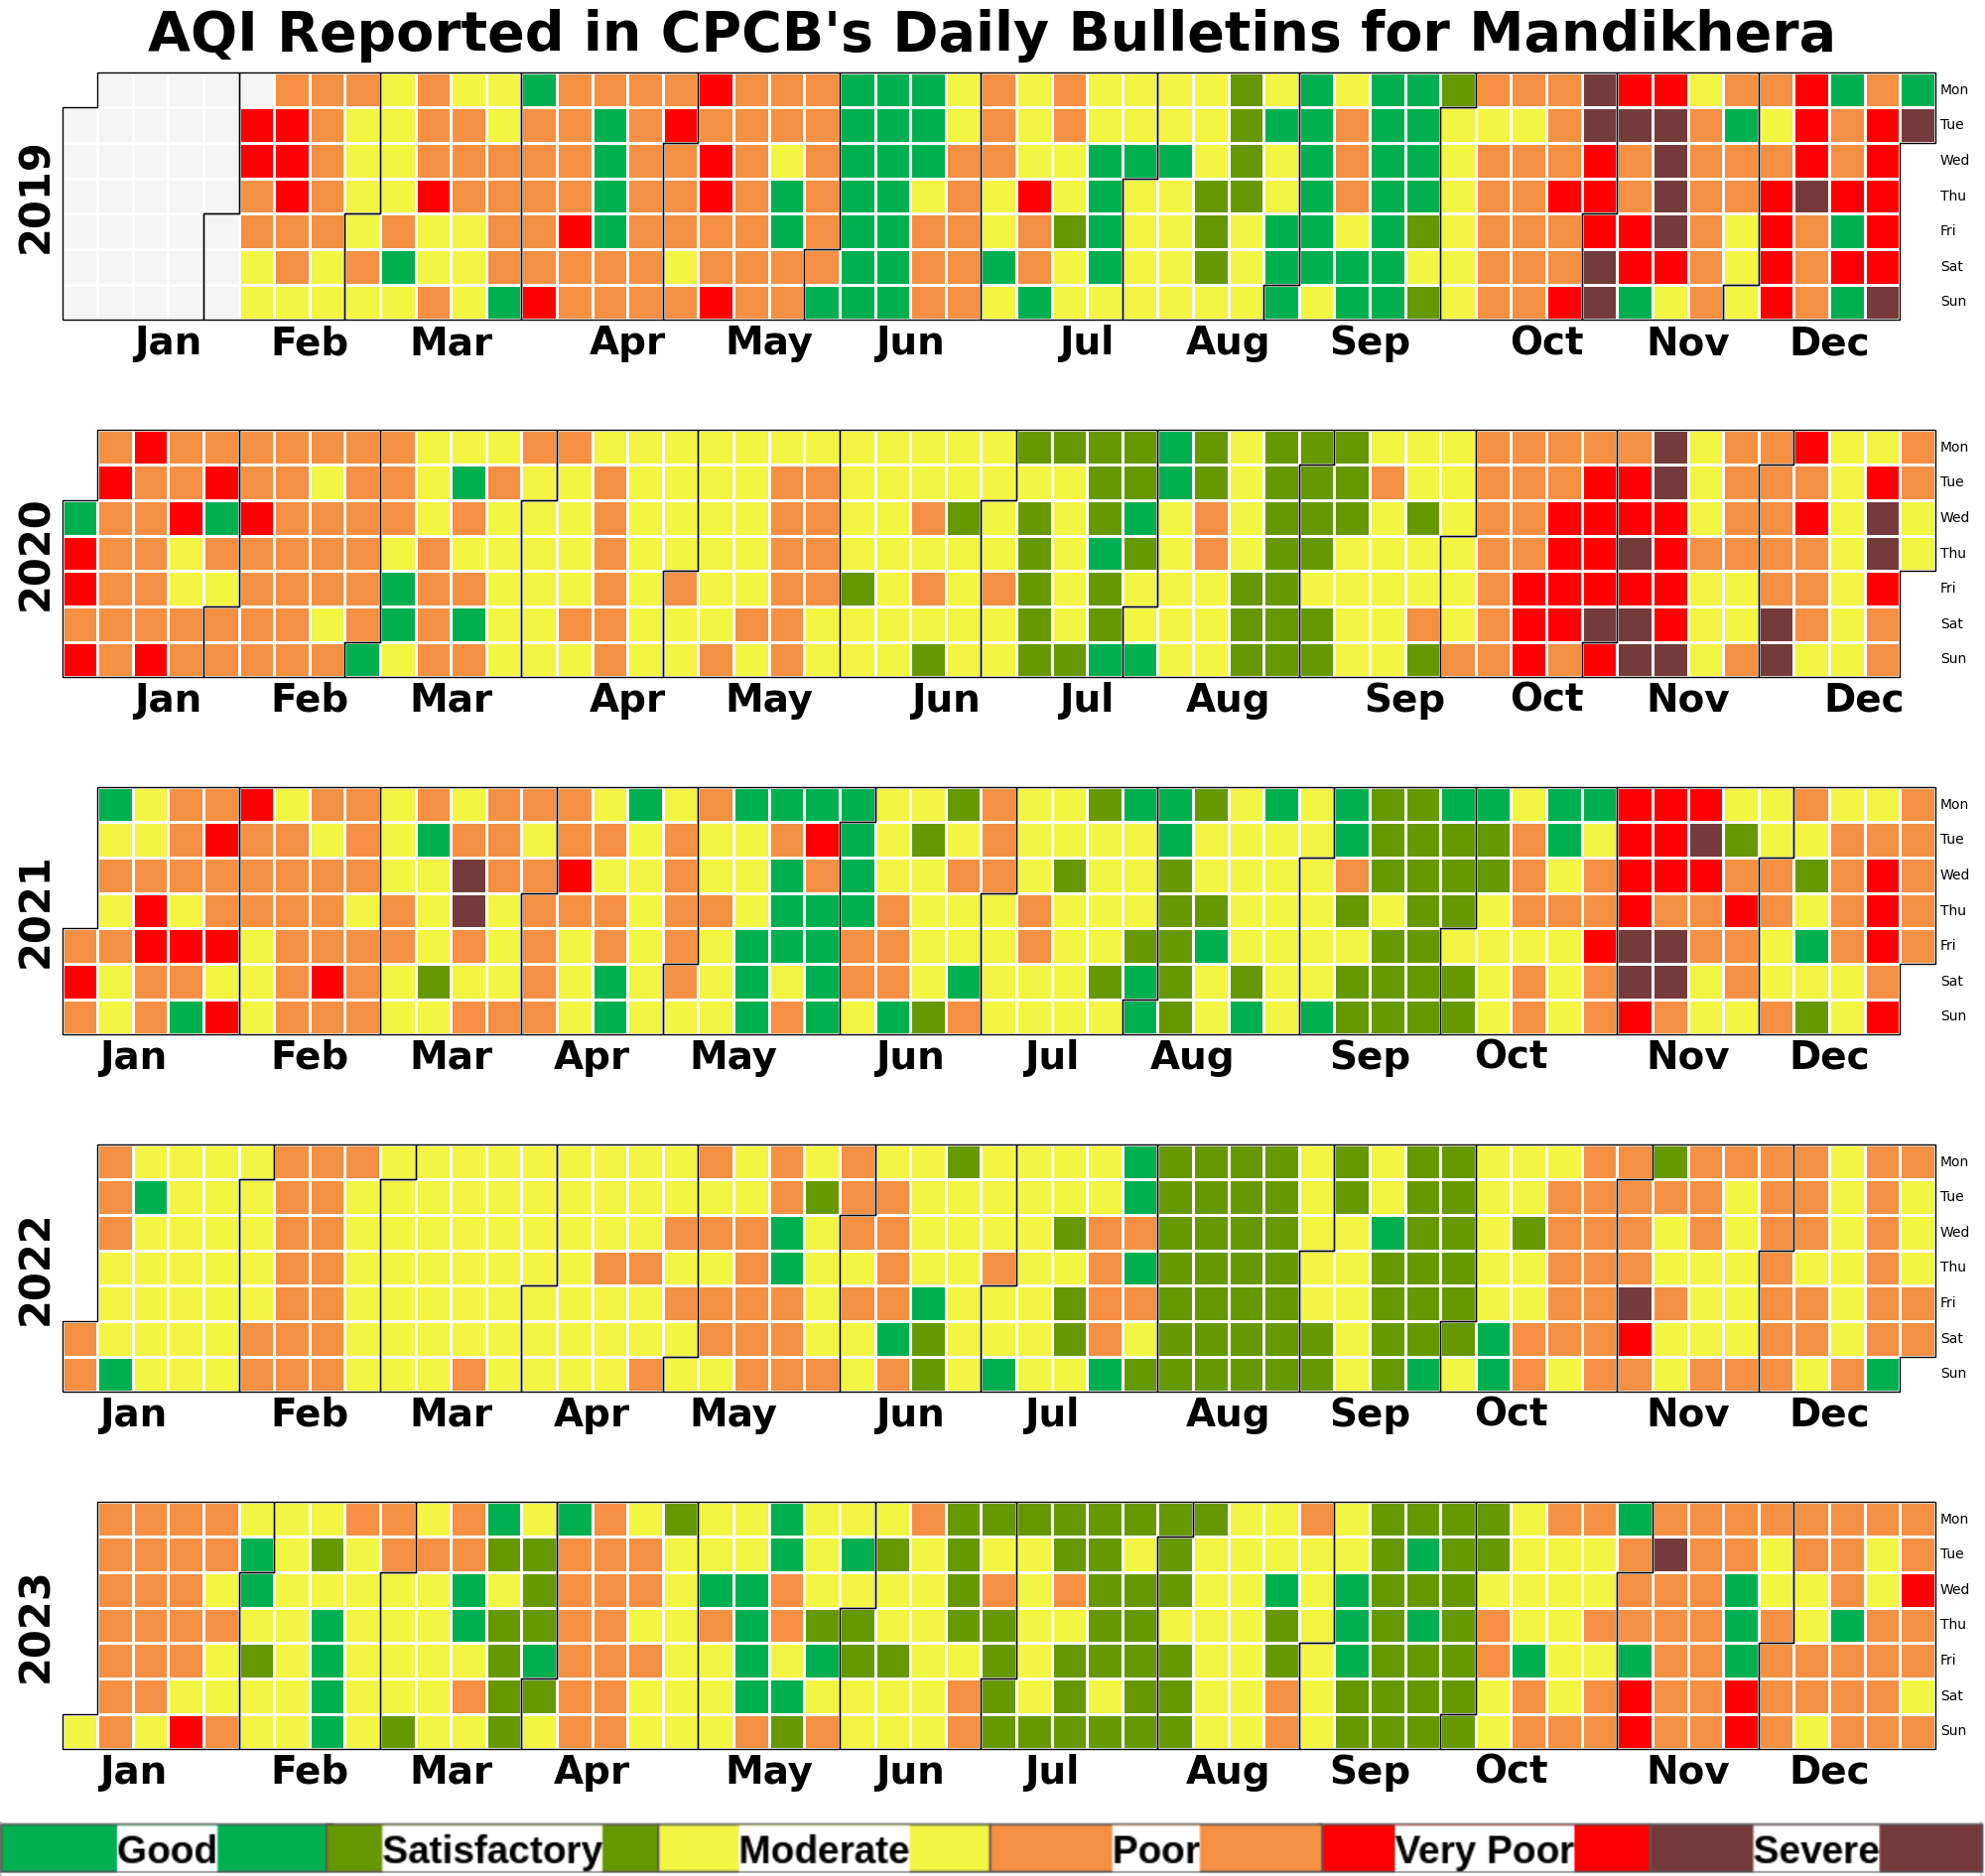 AQI Reported in CPCB's Daily Bulletins for Mandikhera
2019
Mon
Tue
Wed
Thu
Fri
Sat
Sun
Jan Feb Mar Apr May Jun Jul Aug Sep Oct Nov Dec
2020
Mon
Tue
Wed
Thu
Fri
Sat
Sun
Jan Feb Mar Apr May Jun Jul Aug Sep Oct Nov Dec
2021
Mon
Tue
Wed
Thu
Fri
Sat
Sun
Jan Feb Mar Apr May Jun Jul Aug Sep Oct Nov Dec
2022
Mon
Tue
Wed
Thu
Fri
Sat
Sun
Jan Feb Mar Apr May Jun Jul Aug Sep Oct Nov Dec
2023
Mon
Tue
Wed
Thu
Fri
Sat
Sun
Jan Feb Mar Apr May Jun Jul Aug Sep Oct Nov Dec
Good Satisfactory Moderate Poor Very Poor Severe